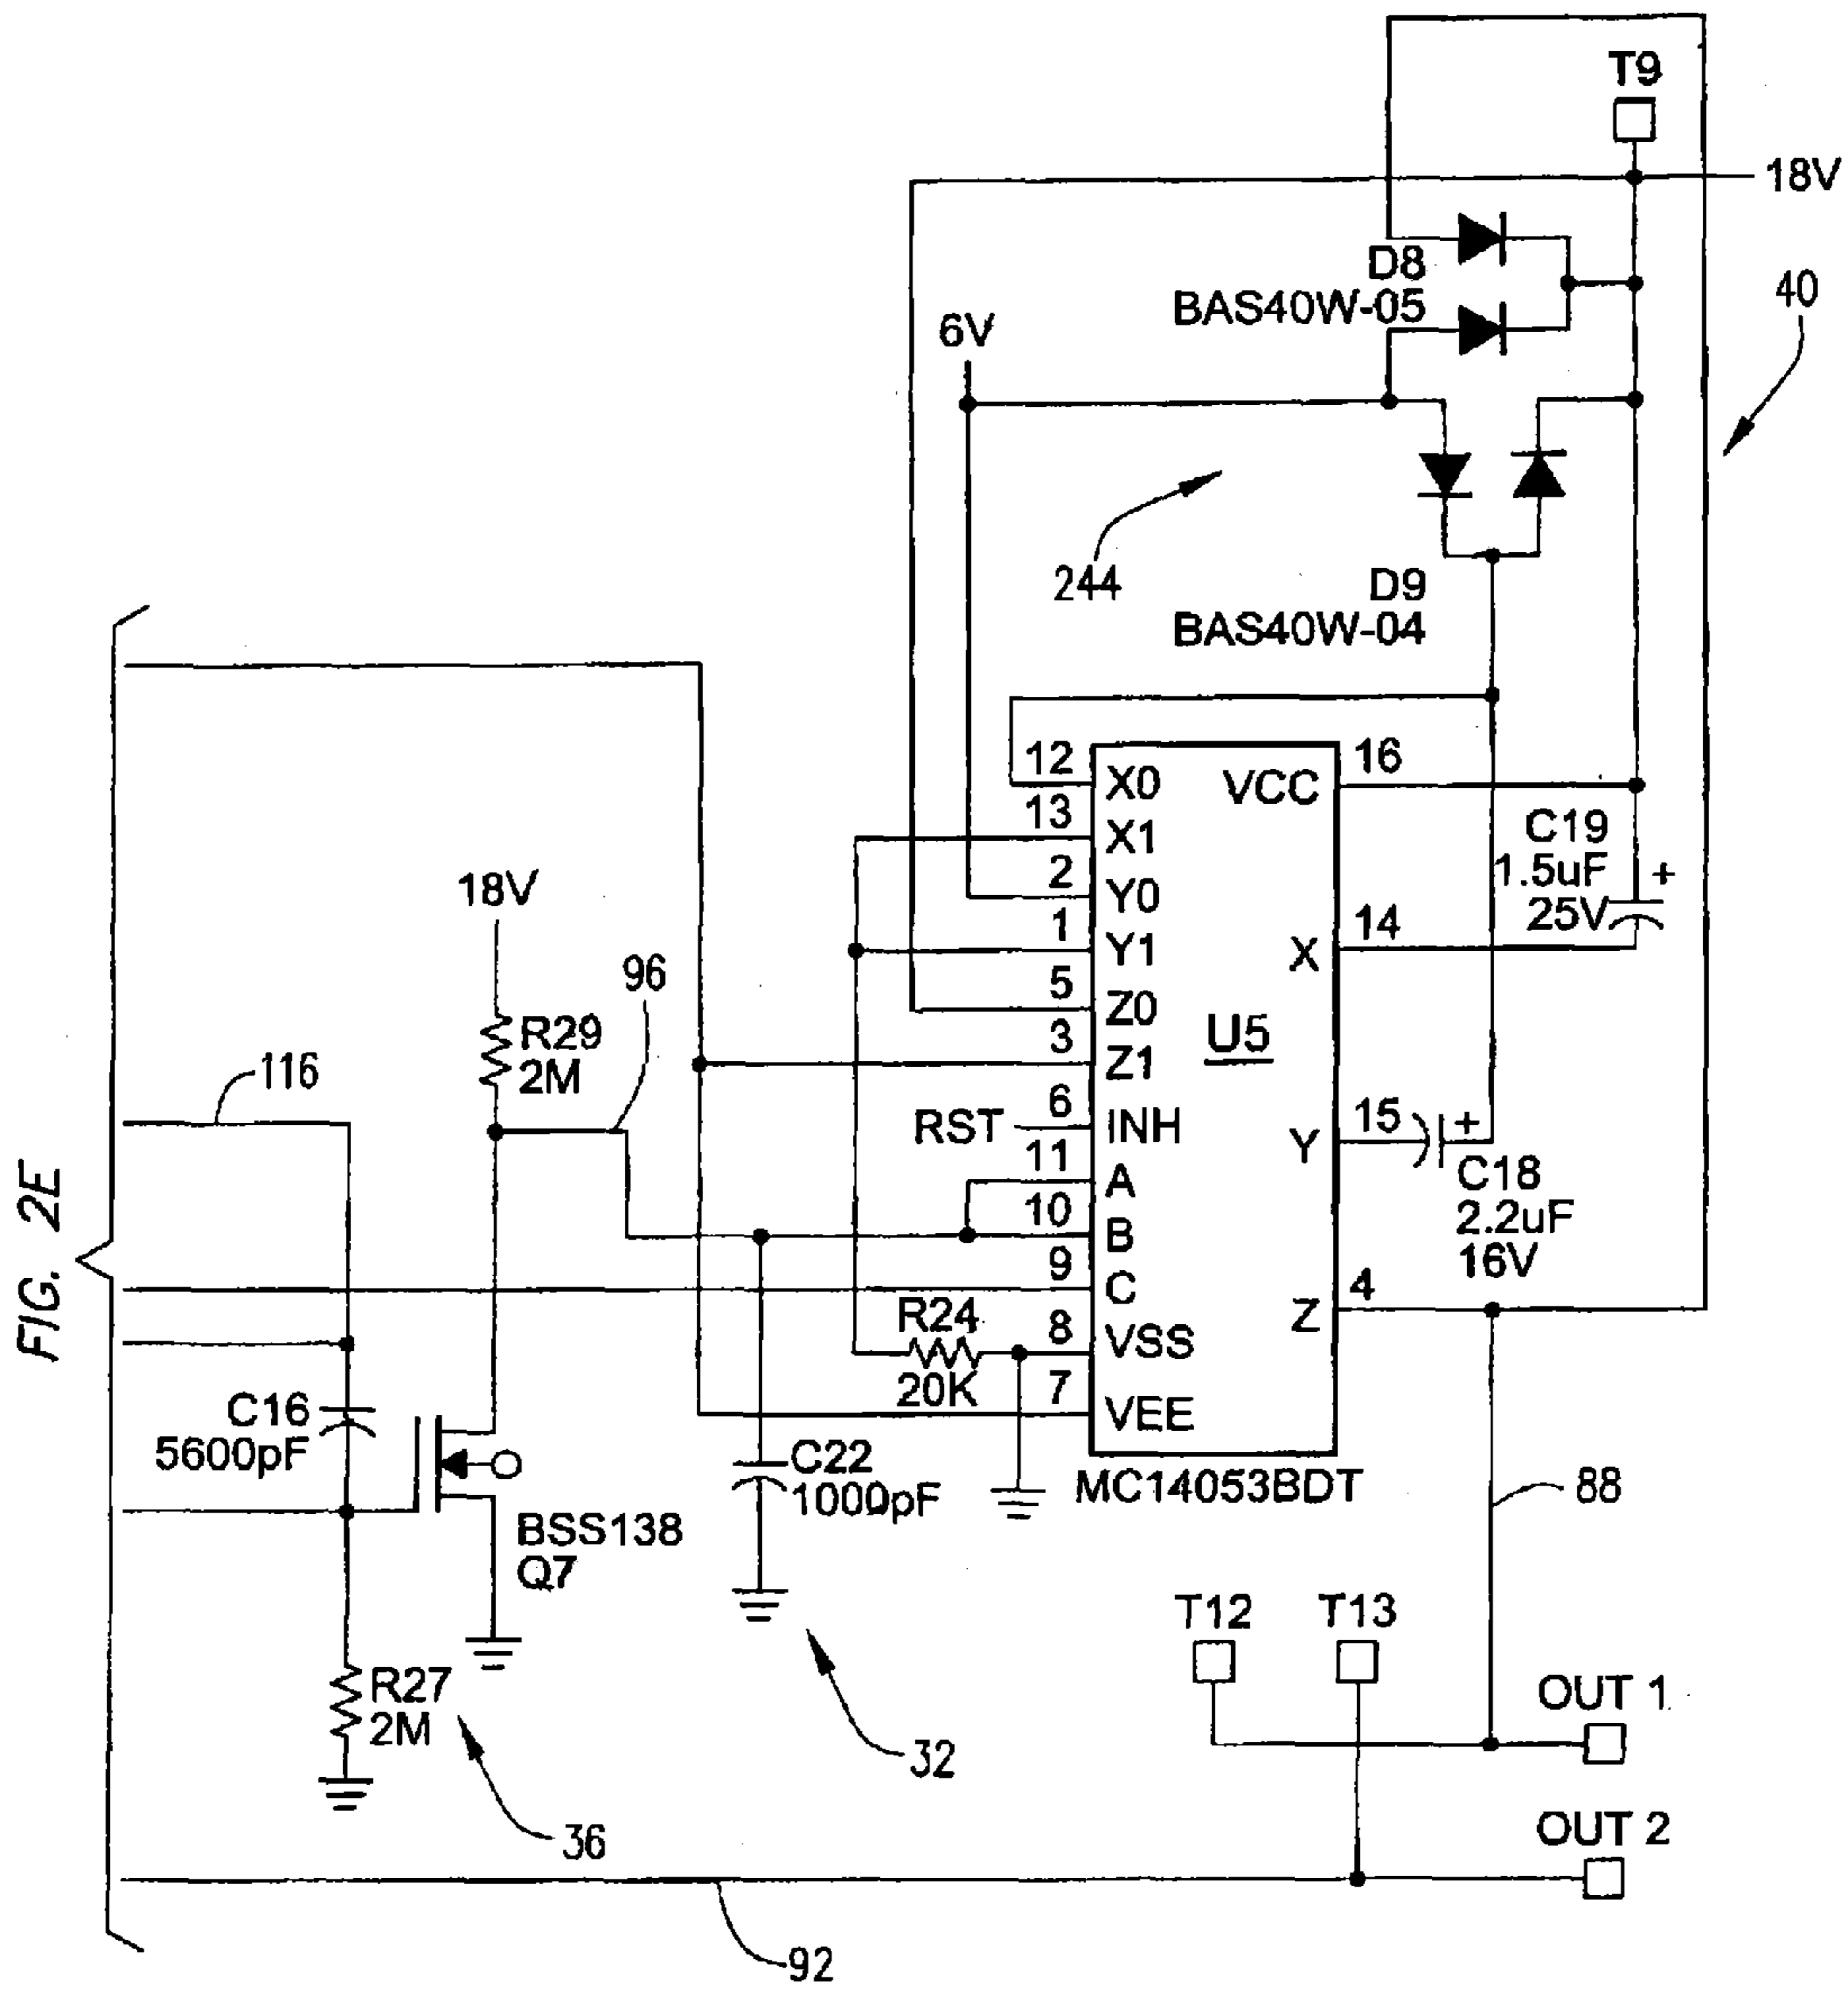 T9
18V
D8
BAS40W-05
40
6V
244
D9
BAS40W-04
12
X0
VCC
16
13
X1
C19
1.5uF
+
25V
2
Y0
18V
1
Y1
14
X
96
5
Z0
R29
2M
3
Z1
U5
116
RST
6
INH
15
Y
+
C18
2.2uF
16V
11
A
10
B
9
C
4
Z
FIG. 2E
R24
20K
8
VSS
7
VEE
C16
5600pF
C22
1000pF
MC14053BDT
88
BSS138
Q7
T12
T13
R27
2M
OUT 1
32
36
OUT 2
92